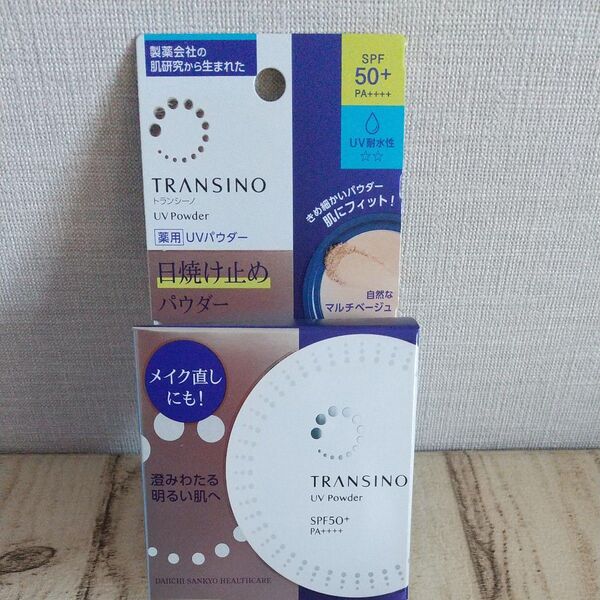 製薬会社の
肌研究から生まれた
SPF
50+
PA++++
UV耐水性
☆☆
TRANSINO
トランシーノ
UV Powder
薬用 UVパウダー
きめ細かいパウダー
肌にフィット！
日焼け止め
パウダー
自然な
マルチベージュ
メイク直し
にも！
澄みわたる
明るい肌へ
TRANSINO
UV Powder
SPF50+
PA++++
DAIICHI SANKYO HEALTHCARE